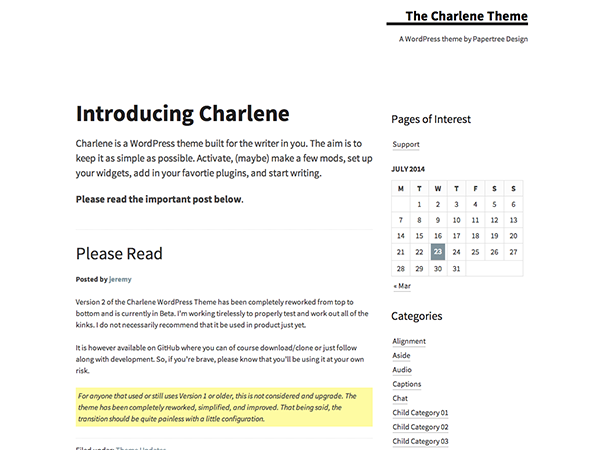 The Charlene Theme
A WordPress theme by Papertree Design
Introducing Charlene
Charlene is a WordPress theme built for the writer in you. The aim is to
keep it as simple as possible. Activate, (maybe) make a few mods, set up
your widgets, add in your favortie plugins, and start writing.
Please read the important post below.
Please Read
Posted by jeremy
Version 2 of the Charlene WordPress Theme has been completely reworked from top to
bottom and is currently in Beta. I'm working tirelessly to properly test and work out all of the
kinks. I do not necessarily recommend that it be used in product just yet.
It is however available on GitHub where you can of course download/clone or just follow
along with development. So, if you're brave, please know that you'll be using it at your own
risk.
For anyone that used or still uses Version 1 or older, this is not considered and upgrade. The
theme has been completely reworked, simplified, and improved. That being said, the
transition should be quite painless with a little configuration.
Filed under: Theme Updates
Pages of Interest
Support
JULY 2014
M T W T F S S
1 2 3 4 5 6
7 8 9 10 11 12 13
14 15 16 17 18 19 20
21 22 23 24 25 26 27
28 29 30 31
« Mar
Categories
Alignment
Aside
Audio
Captions
Chat
Child Category 01
Child Category 02
Child Category 03